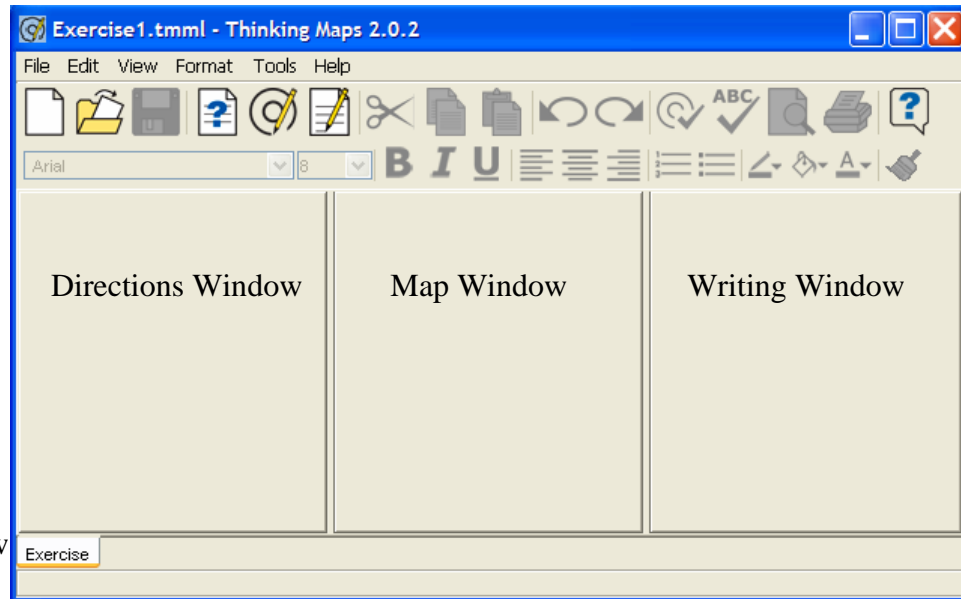 Exercise1.tmml - Thinking Maps 2.0.2
File Edit View Format Tools Help
ABC
Arial 8 B I U A
Directions Window Map Window Writing Window
Exercise